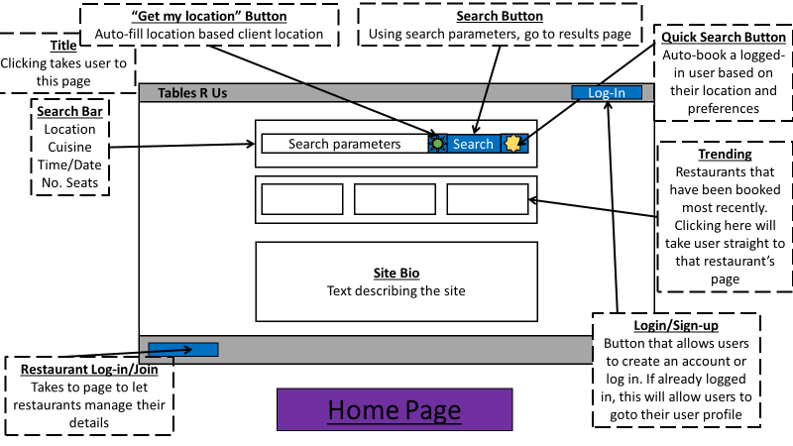 “Get my location” Button
Auto-fill location based client location
Search Button
Using search parameters, go to results page
Title
Clicking takes user to
this page
Quick Search Button
Auto-book a logged-
in user based on
their location and
preferences
Tables R Us
Log-In
Search Bar
Location
Cuisine
Time/Date
No. Seats
Search parameters
Search
Trending
Restaurants that
have been booked
most recently.
Clicking here will
take user straight to
that restaurant’s
page
Site Bio
Text describing the site
Login/Sign-up
Button that allows users
to create an account or
log in. If already logged
in, this will allow users to
goto their user profile
Restaurant Log-in/Join
Takes to page to let
restaurants manage their
details
Home Page